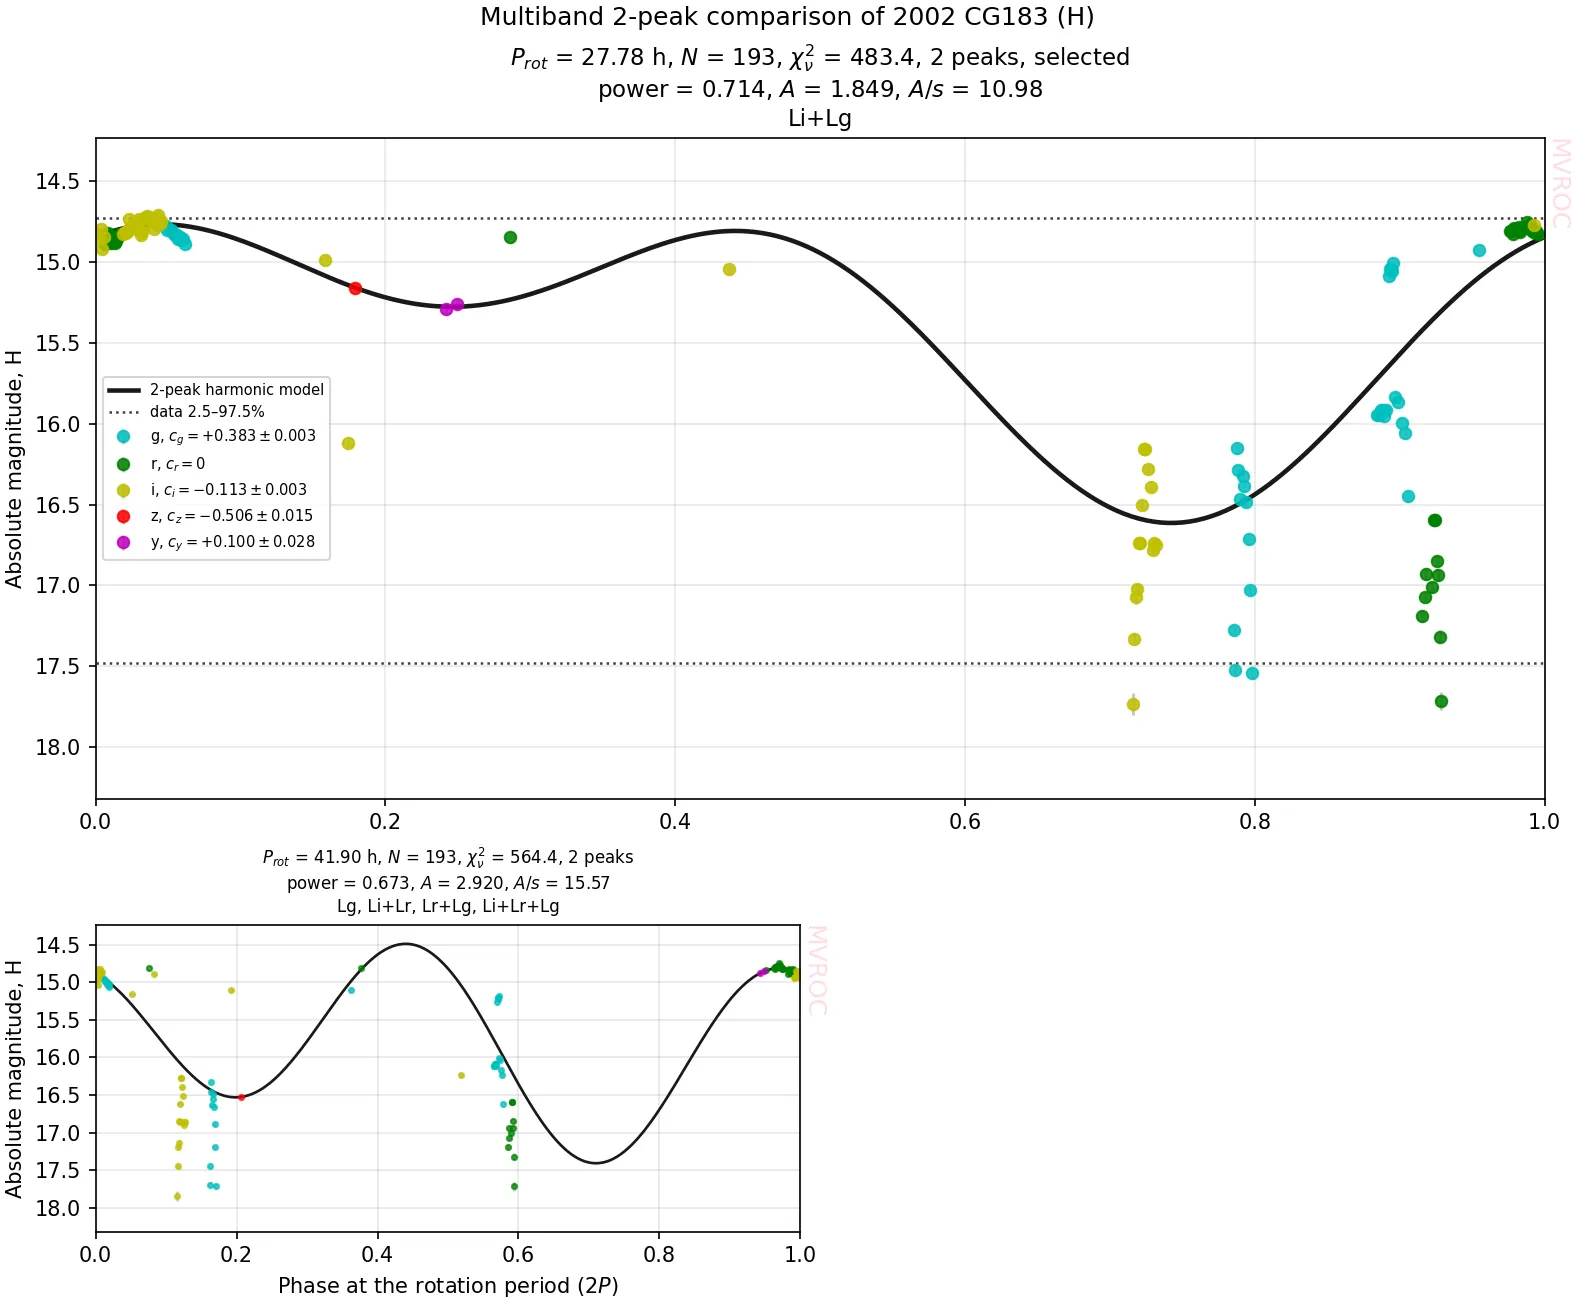 Multiband 2-peak comparison of 2002 CG183 (H)
P_rot = 27.78 h, N = 193, χ²_ν = 483.4, 2 peaks, selected
power = 0.714, A = 1.849, A/s = 10.98
Li+Lg
14.5
15.0
15.5
16.0
16.5
17.0
17.5
18.0
Absolute magnitude, H
2-peak harmonic model
data 2.5–97.5%
g, c_g = +0.383 ± 0.003
r, c_r = 0
i, c_i = −0.113 ± 0.003
z, c_z = −0.506 ± 0.015
y, c_y = +0.100 ± 0.028
MVROC
0.0 0.2 0.4 0.6 0.8 1.0
P_rot = 41.90 h, N = 193, χ²_ν = 564.4, 2 peaks
power = 0.673, A = 2.920, A/s = 15.57
Lg, Li+Lr, Lr+Lg, Li+Lr+Lg
14.5
15.0
15.5
16.0
16.5
17.0
17.5
18.0
Absolute magnitude, H
MVROC
0.0 0.2 0.4 0.6 0.8 1.0
Phase at the rotation period (2P)